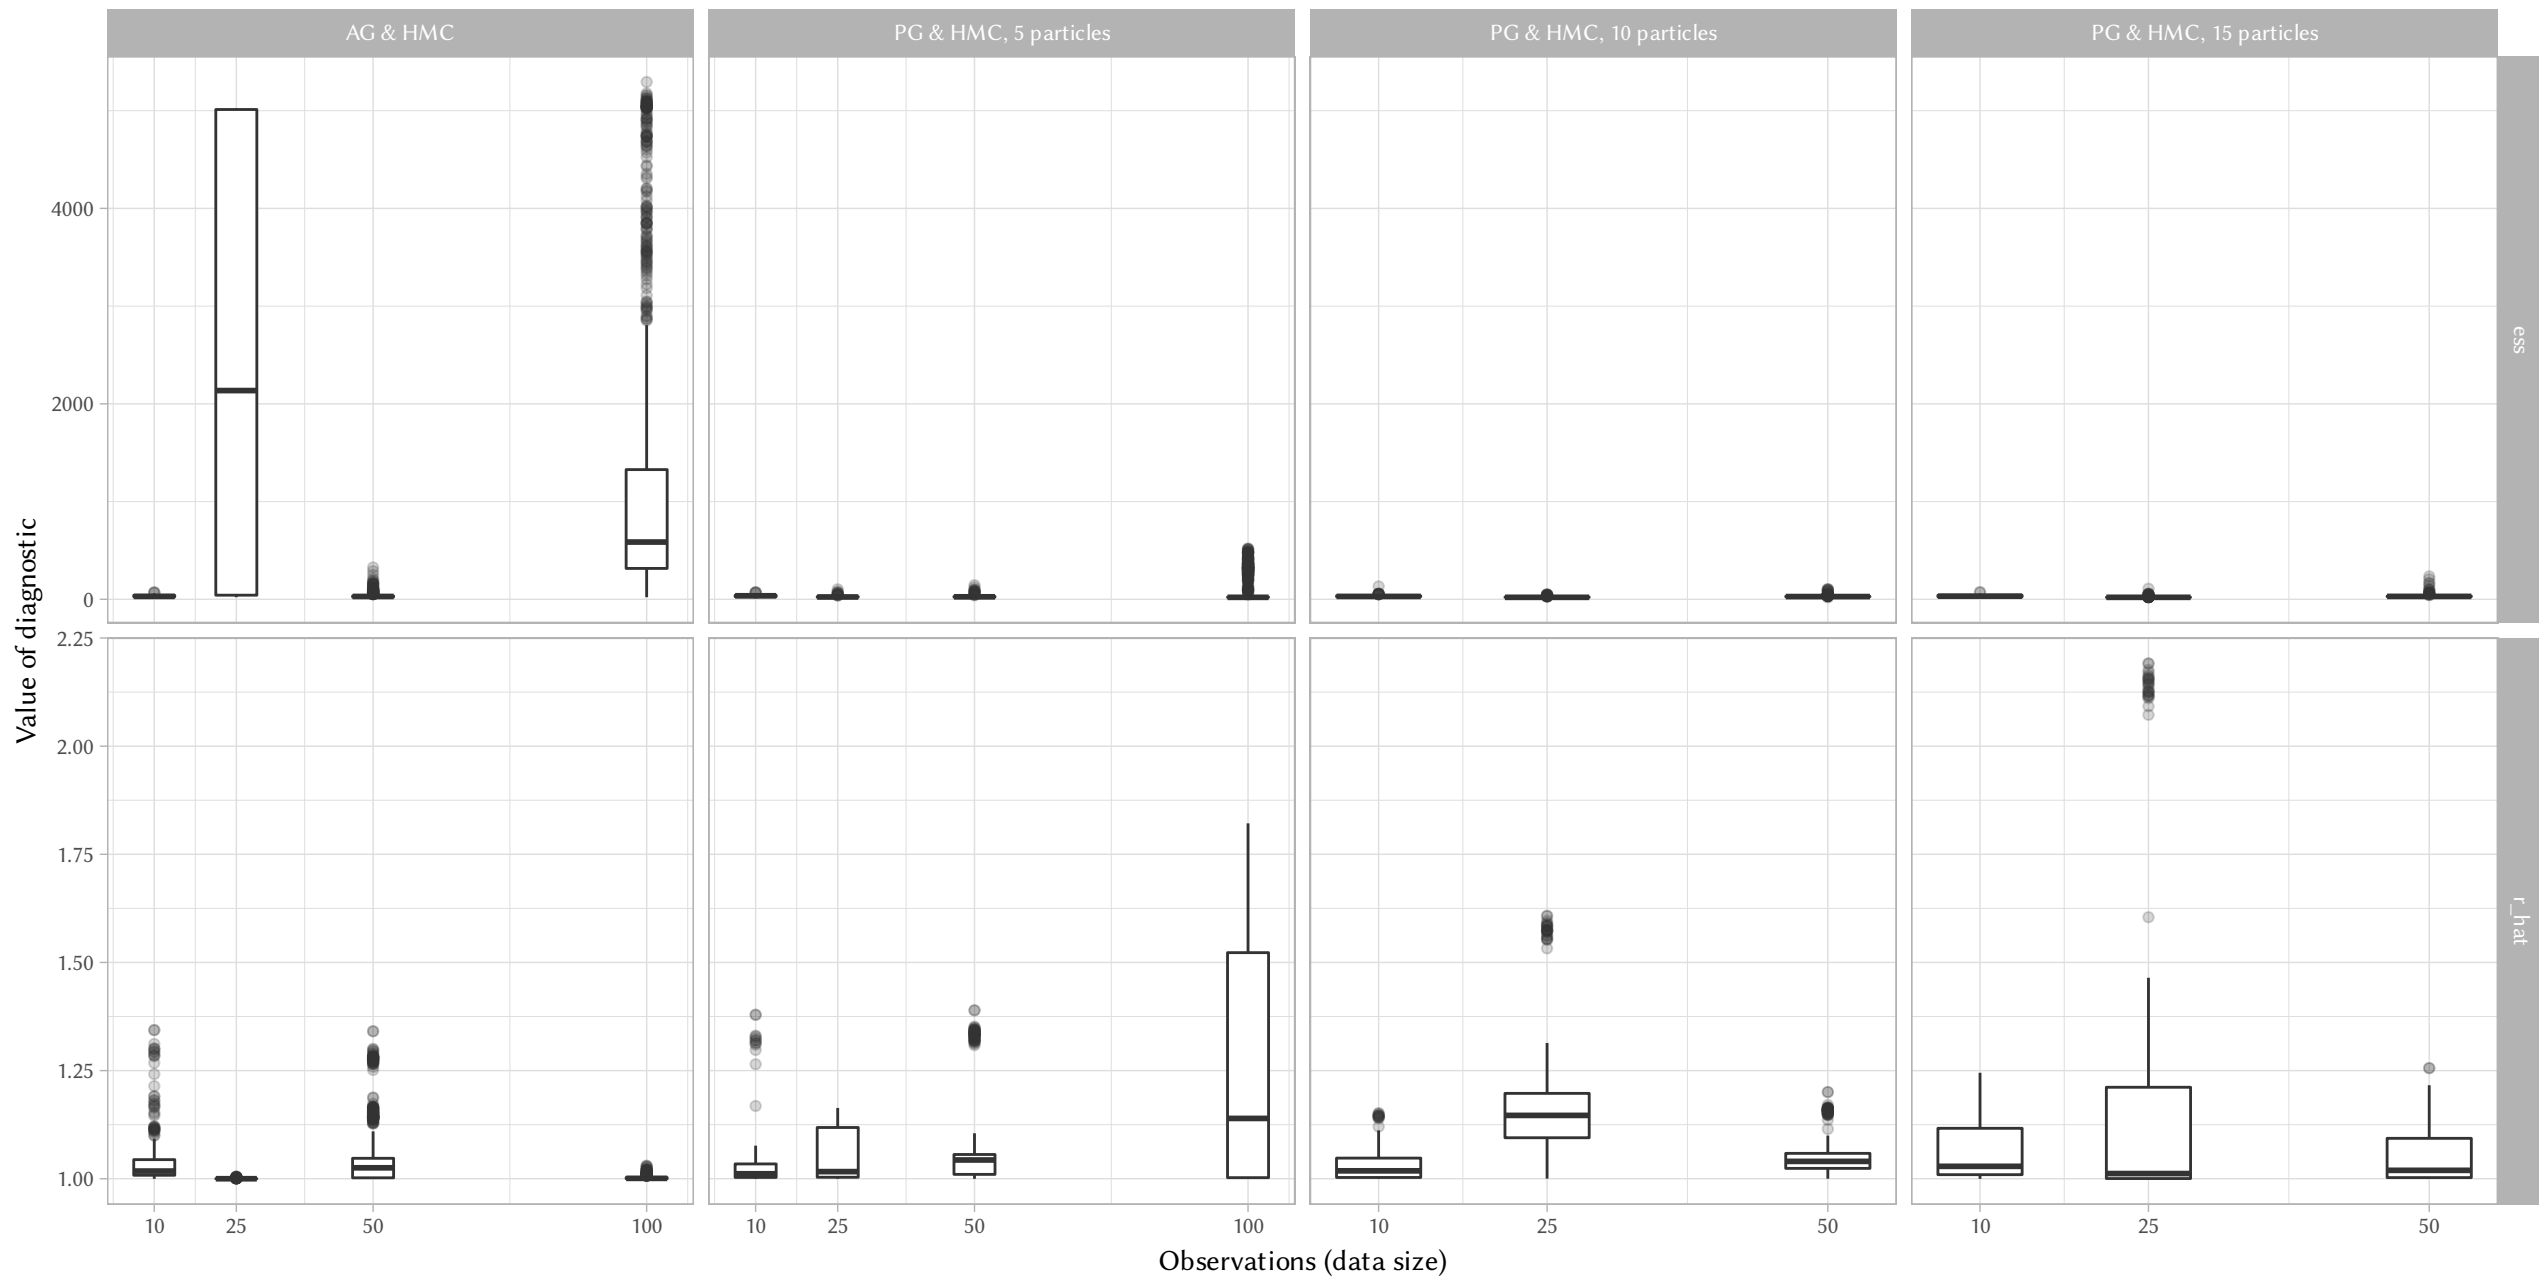 AG & HMC
PG & HMC, 5 particles
PG & HMC, 10 particles
PG & HMC, 15 particles
4000
2000
0
ess
2.25
2.00
1.75
1.50
1.25
1.00
r_hat
Value of diagnostic
10 25 50 100
10 25 50 100
10 25 50
10 25 50
Observations (data size)